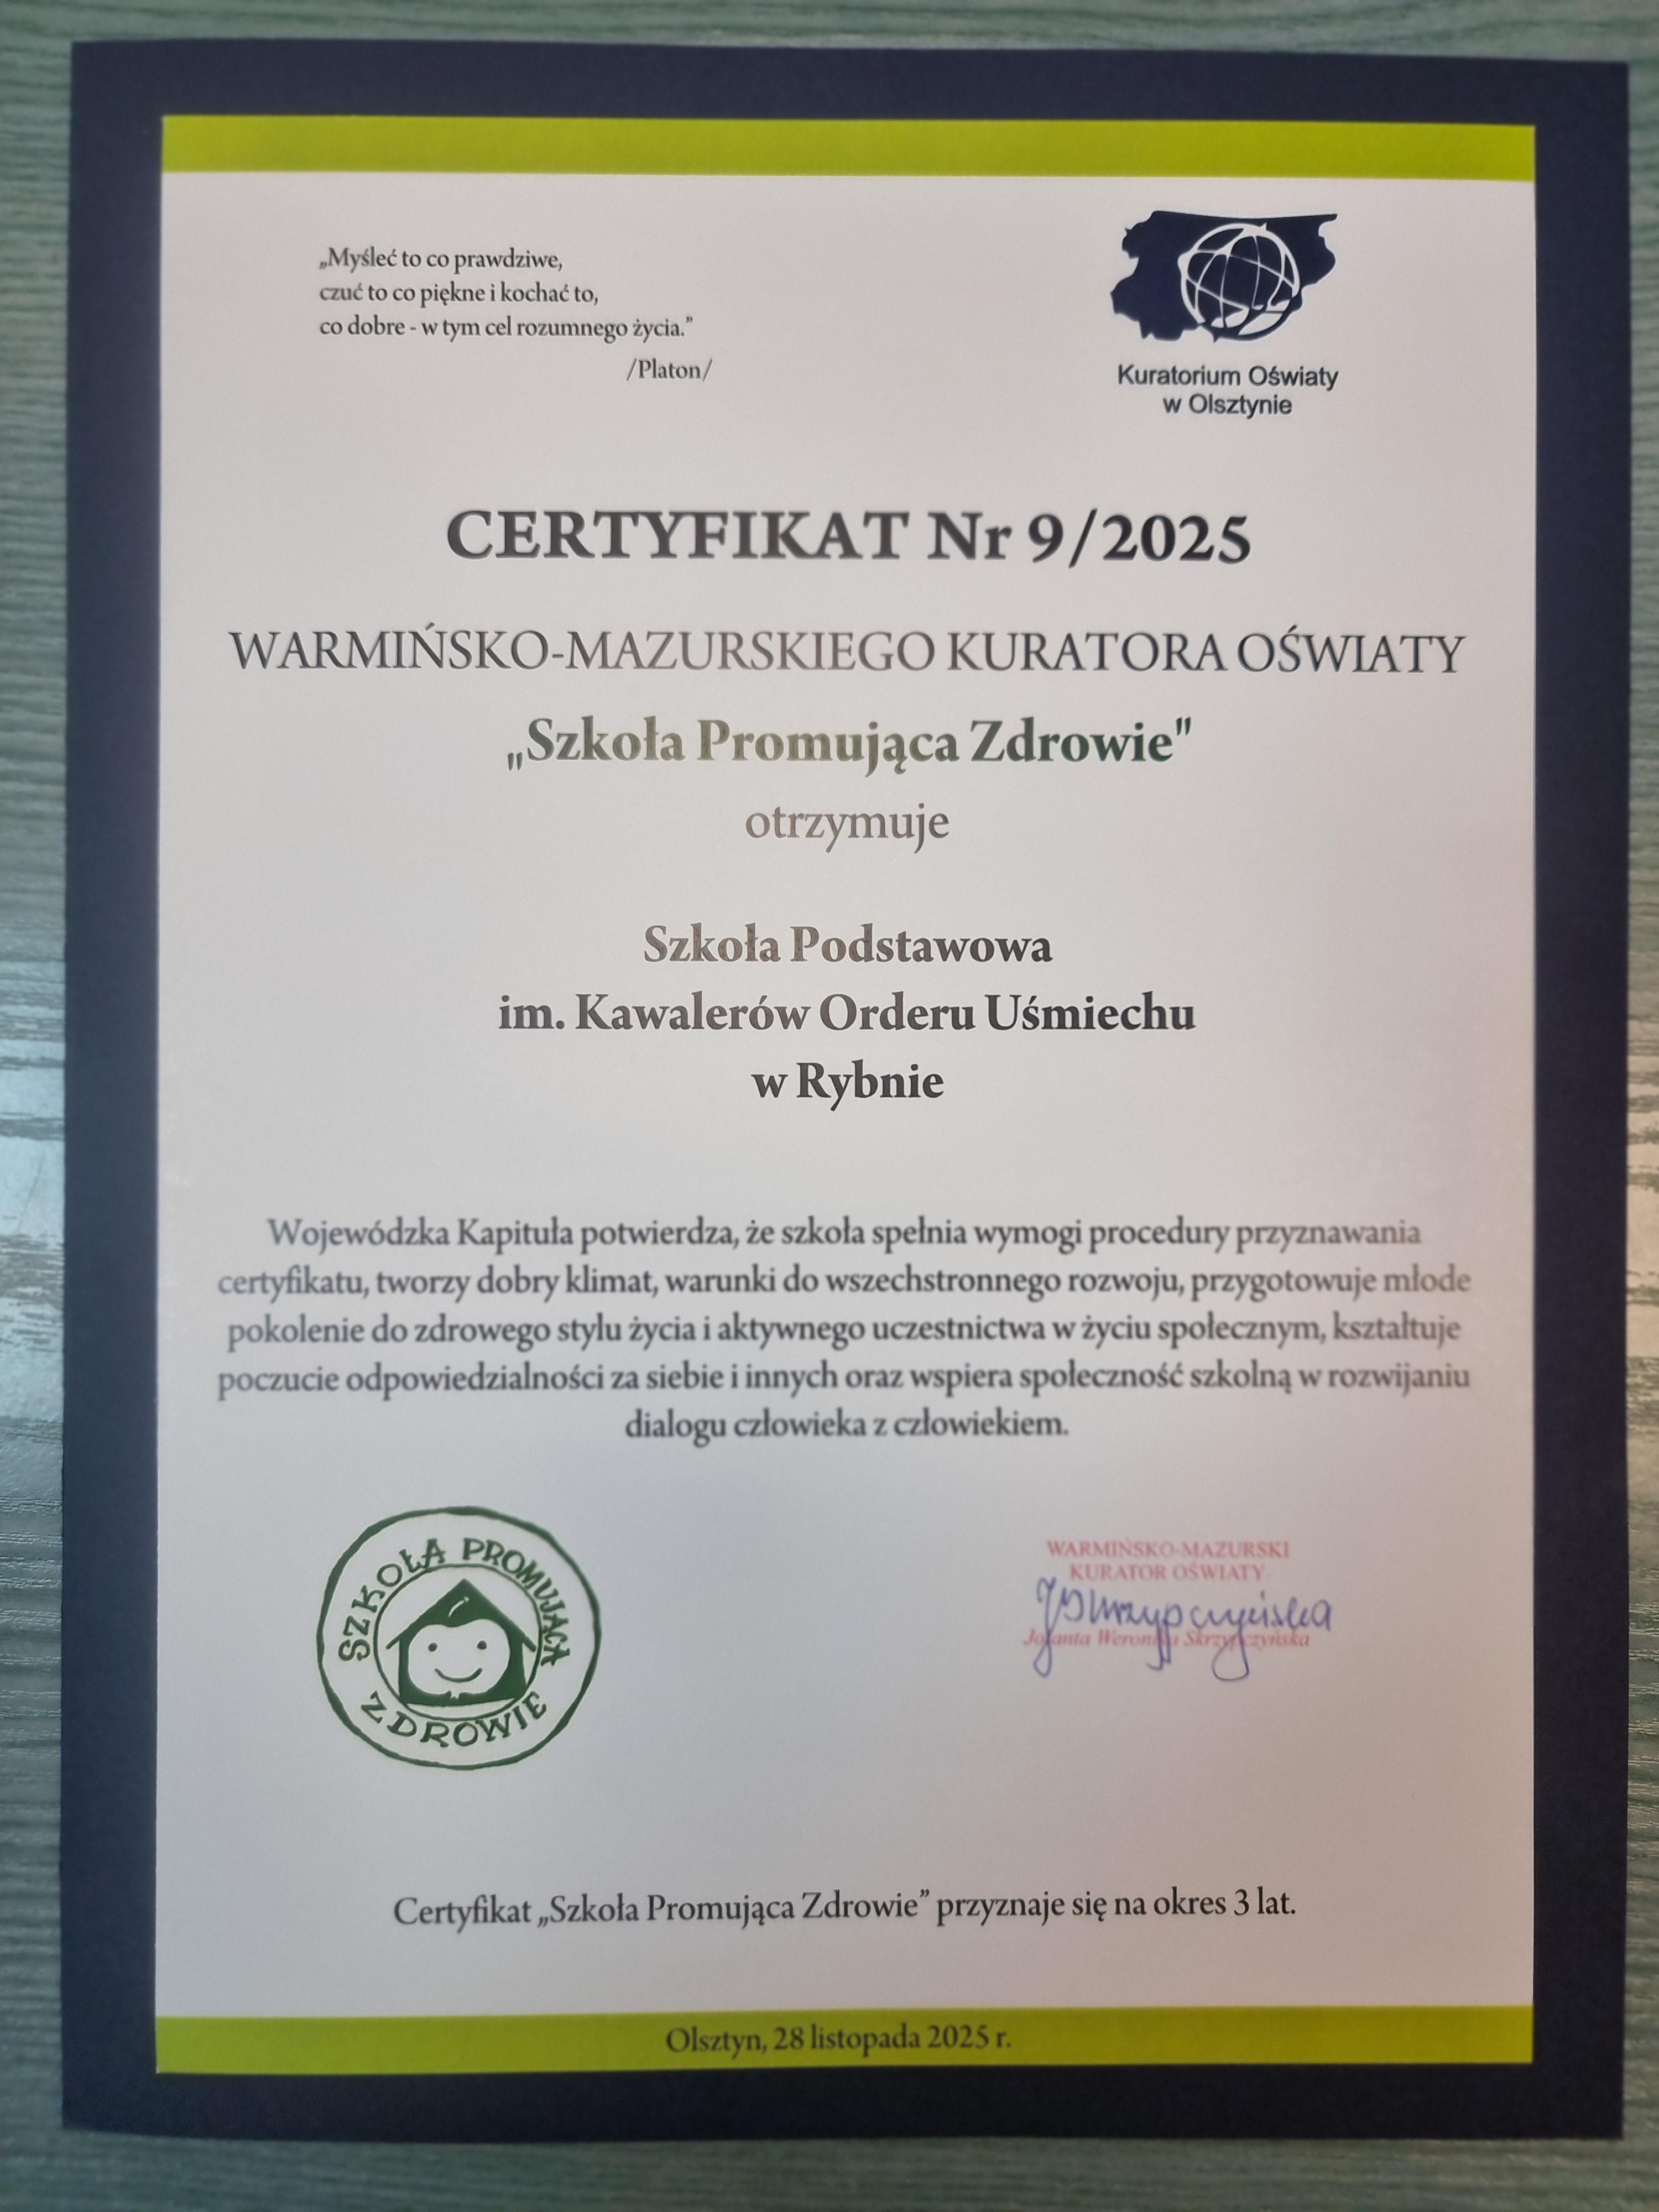 „Myśleć to co prawdziwe,
czuć to co piękne i kochać to,
co dobre - w tym cel rozumnego życia.”
/Platon/
Kuratorium Oświaty
w Olsztynie
CERTYFIKAT Nr 9/2025
WARMIŃSKO-MAZURSKIEGO KURATORA OŚWIATY
„Szkoła Promująca Zdrowie"
otrzymuje
Szkoła Podstawowa
im. Kawalerów Orderu Uśmiechu
w Rybnie
Wojewódzka Kapituła potwierdza, że szkoła spełnia wymogi procedury przyznawania
certyfikatu, tworzy dobry klimat, warunki do wszechstronnego rozwoju, przygotowuje młode
pokolenie do zdrowego stylu życia i aktywnego uczestnictwa w życiu społecznym, kształtuje
poczucie odpowiedzialności za siebie i innych oraz wspiera społeczność szkolną w rozwijaniu
dialogu człowieka z człowiekiem.
SZKOŁA PROMUJĄCA
ZDROWIE
WARMIŃSKO-MAZURSKI
KURATOR OŚWIATY
JWSkrzypczyńska
Jolanta Weronika Skrzypczyńska
Certyfikat „Szkoła Promująca Zdrowie” przyznaje się na okres 3 lat.
Olsztyn, 28 listopada 2025 r.